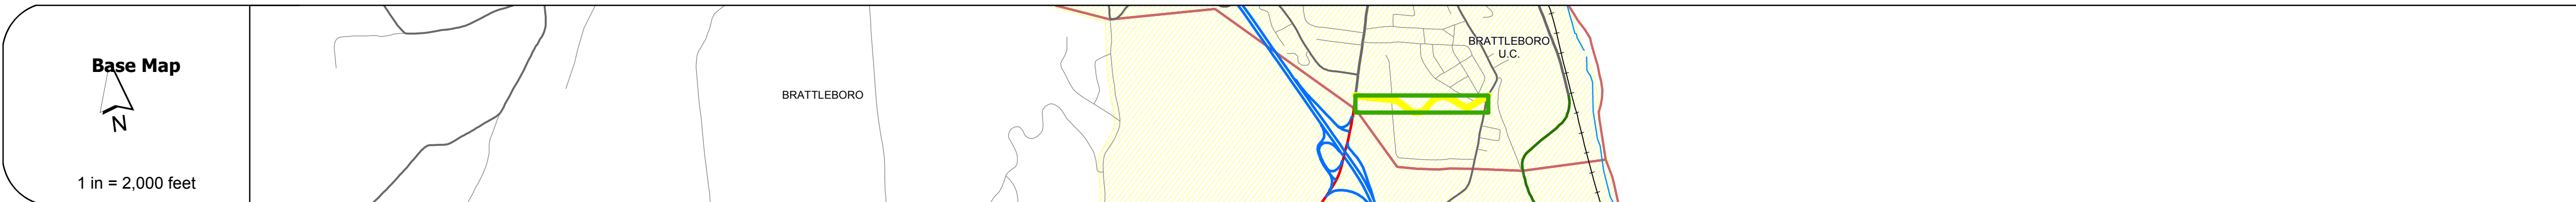 Base Map
N
1 in = 2,000 feet
BRATTLEBORO
BRATTLEBORO
U.C.